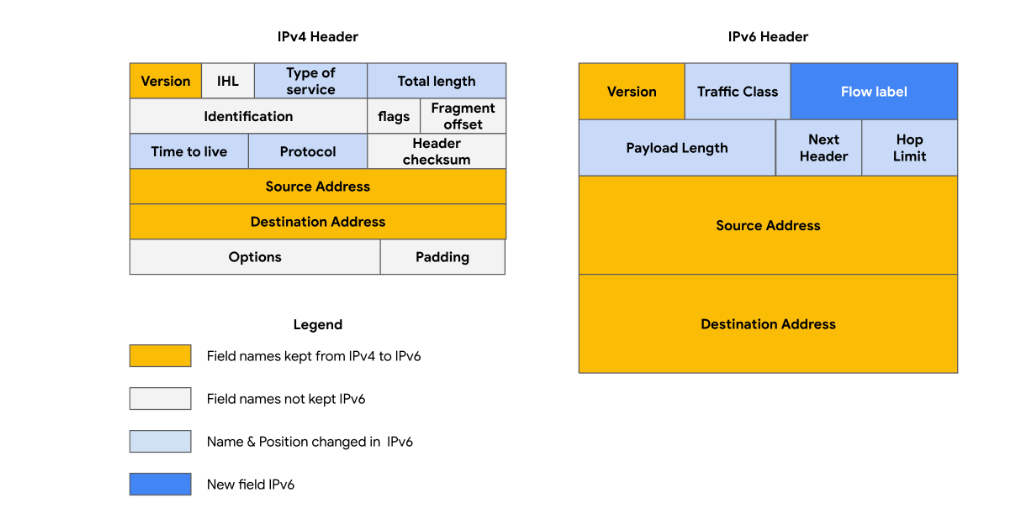 IPv4 Header
Version IHL Type of service Total length
Identification flags Fragment offset
Time to live Protocol Header checksum
Source Address
Destination Address
Options Padding
IPv6 Header
Version Traffic Class Flow label
Payload Length Next Header Hop Limit
Source Address
Destination Address
Legend
Field names kept from IPv4 to IPv6
Field names not kept IPv6
Name & Position changed in IPv6
New field IPv6